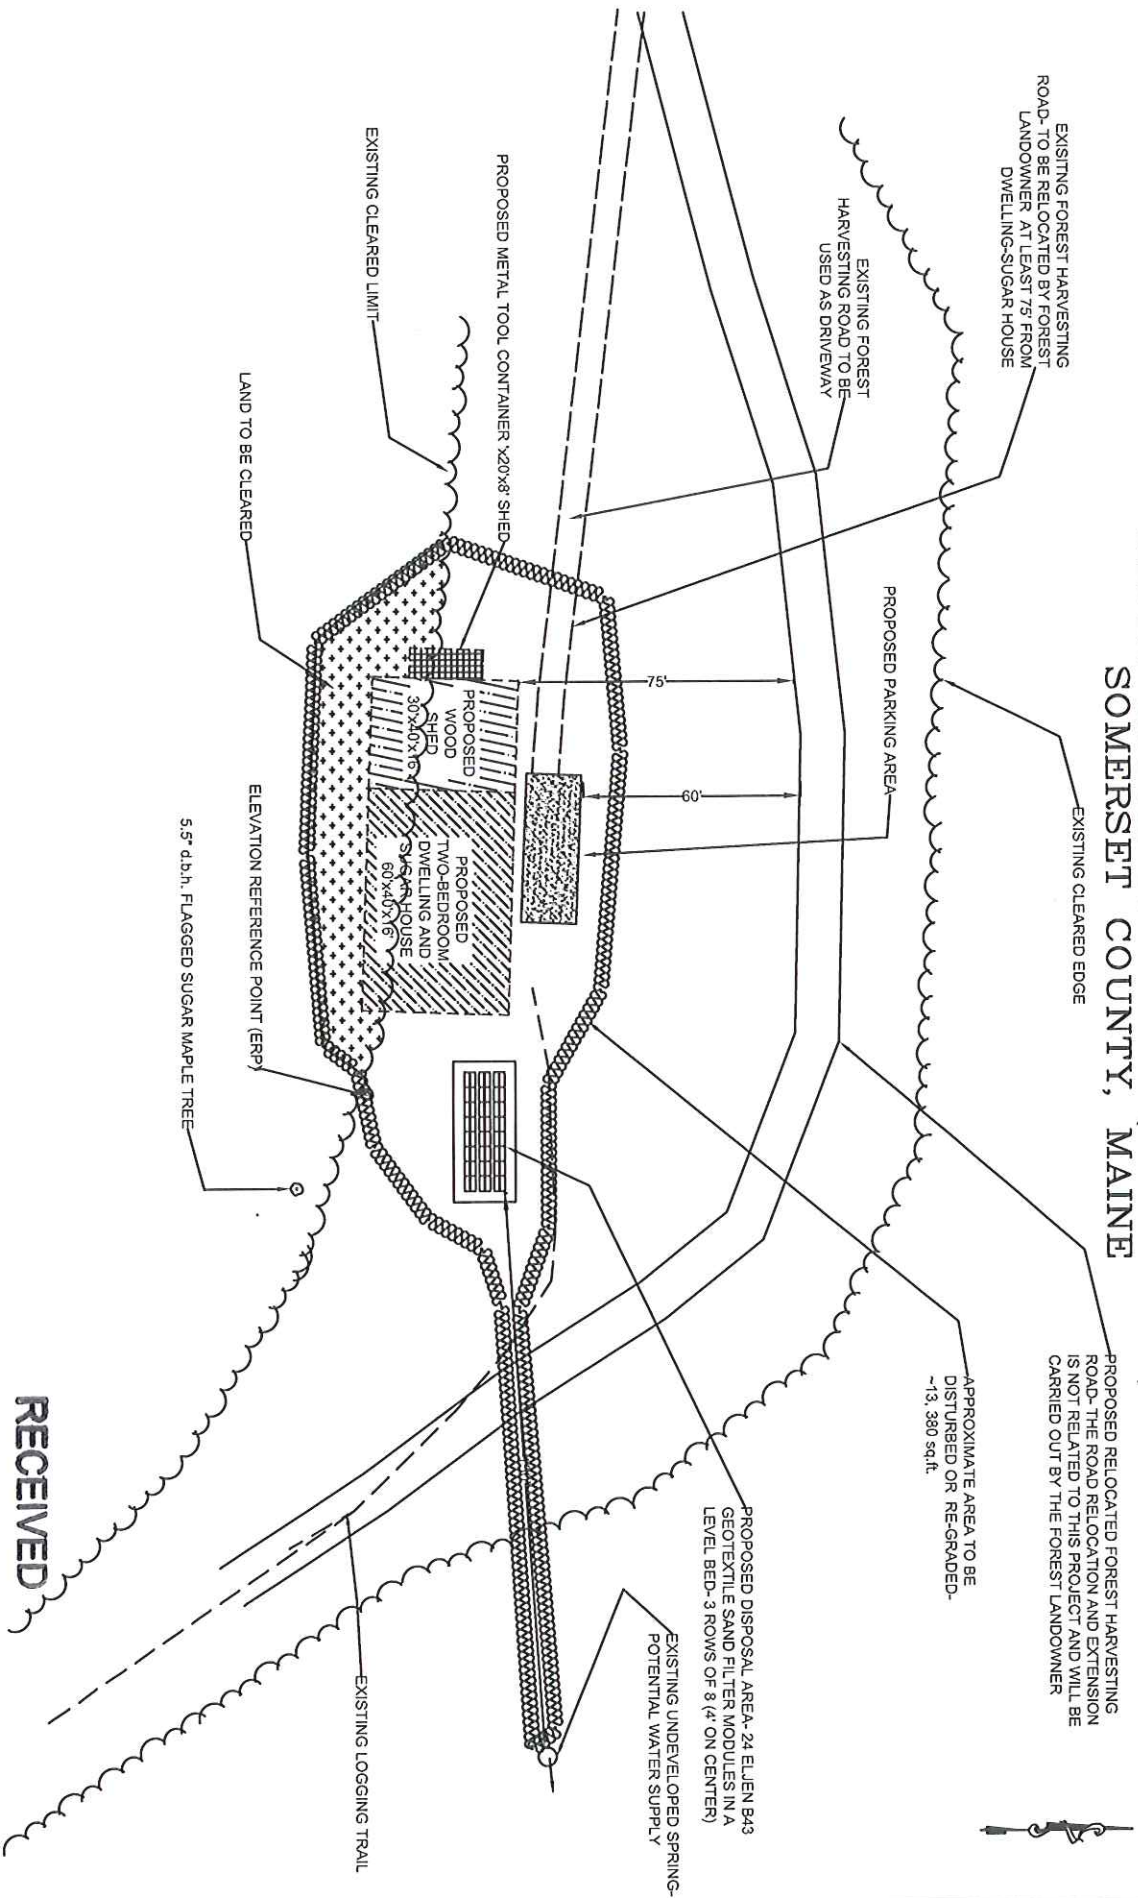 SOMERSET COUNTY, MAINE
EXISITNG FOREST HARVESTING
ROAD- TO BE RELOCATED BY FOREST
LANDOWNER AT LEAST 75' FROM
DWELLING-SUGAR HOUSE
EXISTING FOREST
HARVESTING ROAD TO BE
USED AS DRIVEWAY
PROPOSED METAL TOOL CONTAINER 'x20'x8' SHED
EXISTING CLEARED LIMIT
LAND TO BE CLEARED
PROPOSED PARKING AREA
EXISTING CLEARED EDGE
75'
60'
PROPOSED
WOOD
SHED
30'x40'x16'
PROPOSED
TWO-BEDROOM
DWELLING AND
SUGAR HOUSE
60'x40'x16'
ELEVATION REFERENCE POINT (ERP)
5.5" d.b.h. FLAGGED SUGAR MAPLE TREE
PROPOSED RELOCATED FOREST HARVESTING
ROAD- THE ROAD RELOCATION AND EXTENSION
IS NOT RELATED TO THIS PROJECT AND WILL BE
CARRIED OUT BY THE FOREST LANDOWNER
APPROXIMATE AREA TO BE
DISTURBED OR RE-GRADED-
~13, 380 sq.ft.
PROPOSED DISPOSAL AREA- 24 ELJEN B43
GEOTEXTILE SAND FILTER MODULES IN A
LEVEL BED- 3 ROWS OF 8 (4' ON CENTER)
EXISTING UNDEVELOPED SPRING-
POTENTIAL WATER SUPPLY
EXISTING LOGGING TRAIL
RECEIVED